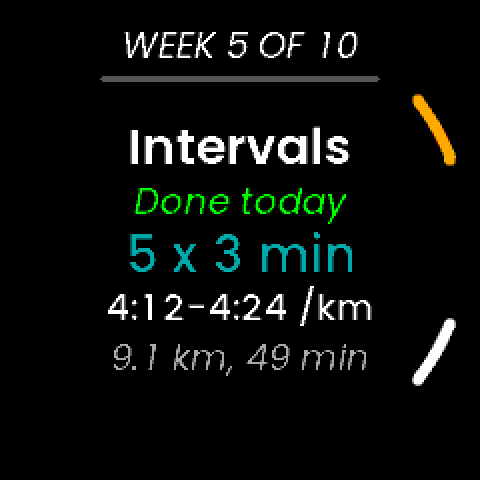 WEEK 5 OF 10
Intervals
Done today
5 x 3 min
4:12-4:24 /km
9.1 km, 49 min